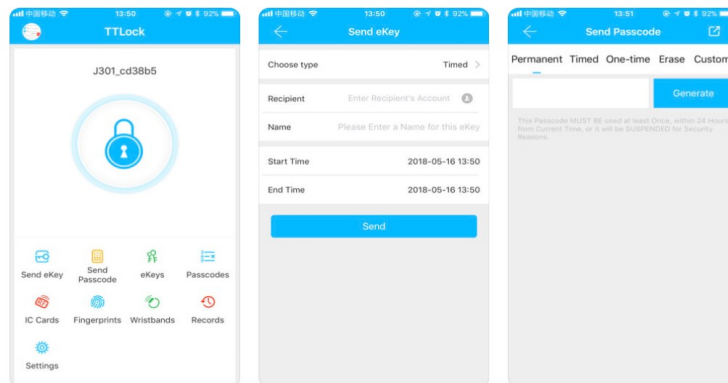 中国移动 13:50 92%
TTLock
J301_cd38b5
Send eKey
Send
Passcode
eKeys
Passcodes
IC Cards
Fingerprints
Wristbands
Records
Settings
中国移动 13:50 92%
Send eKey
Choose type Timed
Recipient Enter Recipient's Account
Name Please Enter a Name for this eKey
Start Time 2018-05-16 13:50
End Time 2018-05-16 13:50
Send
中国移动 13:51 92%
Send Passcode
Permanent Timed One-time Erase Custom
Generate
This Passcode MUST BE used at least Once, within 24 Hours
from Current Time, or it will be SUSPENDED for Security
Reasons.